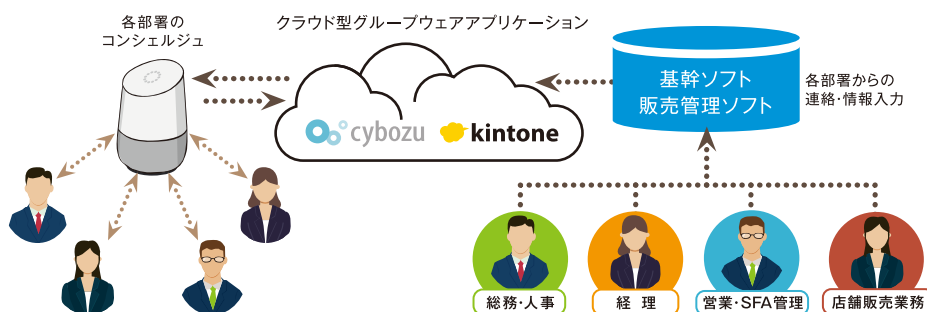 各部署の
コンシェルジュ
クラウド型グループウェアアプリケーション
cybozu
kintone
基幹ソフト
販売管理ソフト
各部署からの
連絡・情報入力
総務・人事
経理
営業・SFA管理
店舗販売業務